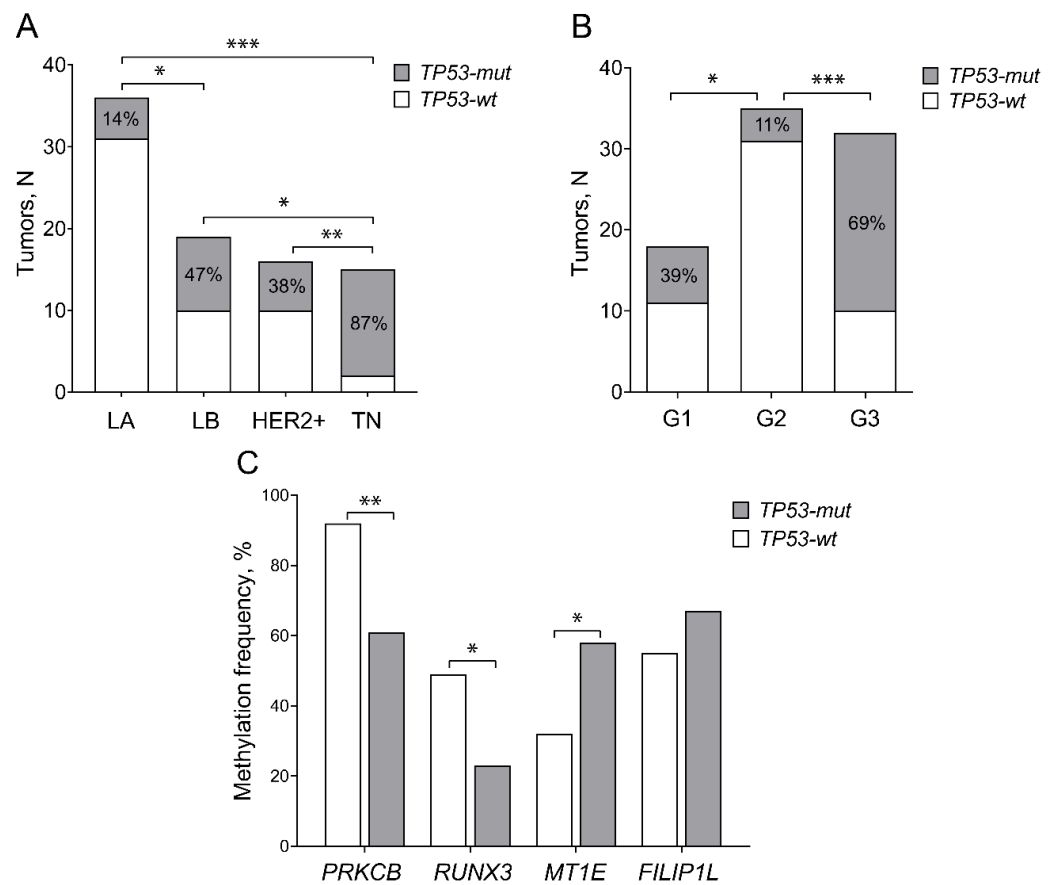 A
***
*
40
30
20
10
0
Tumors, N
14%
47%
38%
87%
*
**
LA LB HER2+ TN
TP53-mut
TP53-wt
B
*
***
40
30
20
10
0
Tumors, N
39%
11%
69%
G1 G2 G3
TP53-mut
TP53-wt
C
100
80
60
40
20
0
Methylation frequency, %
**
*
*
PRKCB RUNX3 MT1E FILIP1L
TP53-mut
TP53-wt